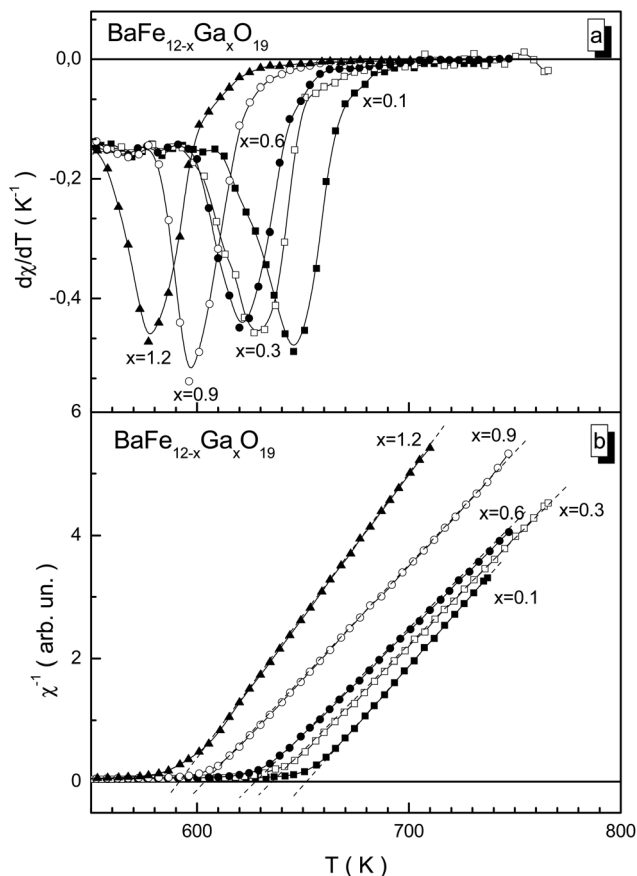 BaFe12-xGaxO19
a
0,0
-0,2
-0,4
dχ/dT ( K-1)
x=0.1
x=0.6
x=0.3
x=1.2
x=0.9
BaFe12-xGaxO19
b
6
4
2
0
χ-1 ( arb. un.)
x=1.2
x=0.9
x=0.6
x=0.3
x=0.1
600
700
800
T ( K )